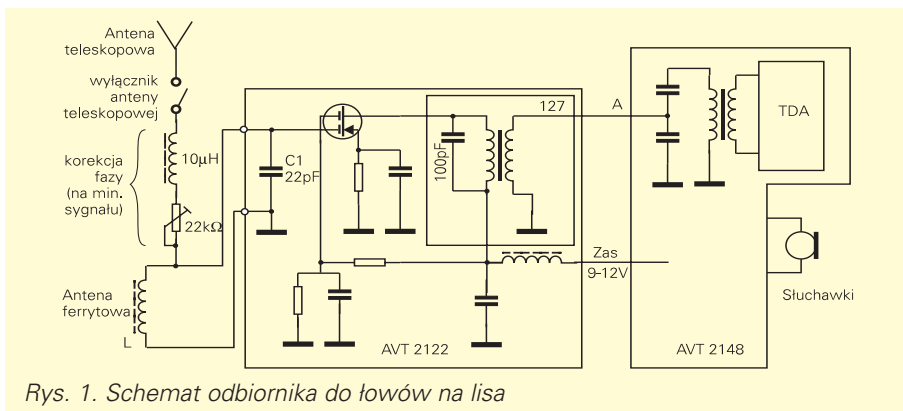 Antena
teleskopowa
wyłącznik
anteny
teleskopowej
korekcja
fazy
(na min.
sygnału)
10µH
22kΩ
Antena
ferrytowa
L
C1
22pF
100pF
127
A
Zas
9–12V
AVT 2122
TDA
Słuchawki
AVT 2148
Rys. 1. Schemat odbiornika do łowów na lisa